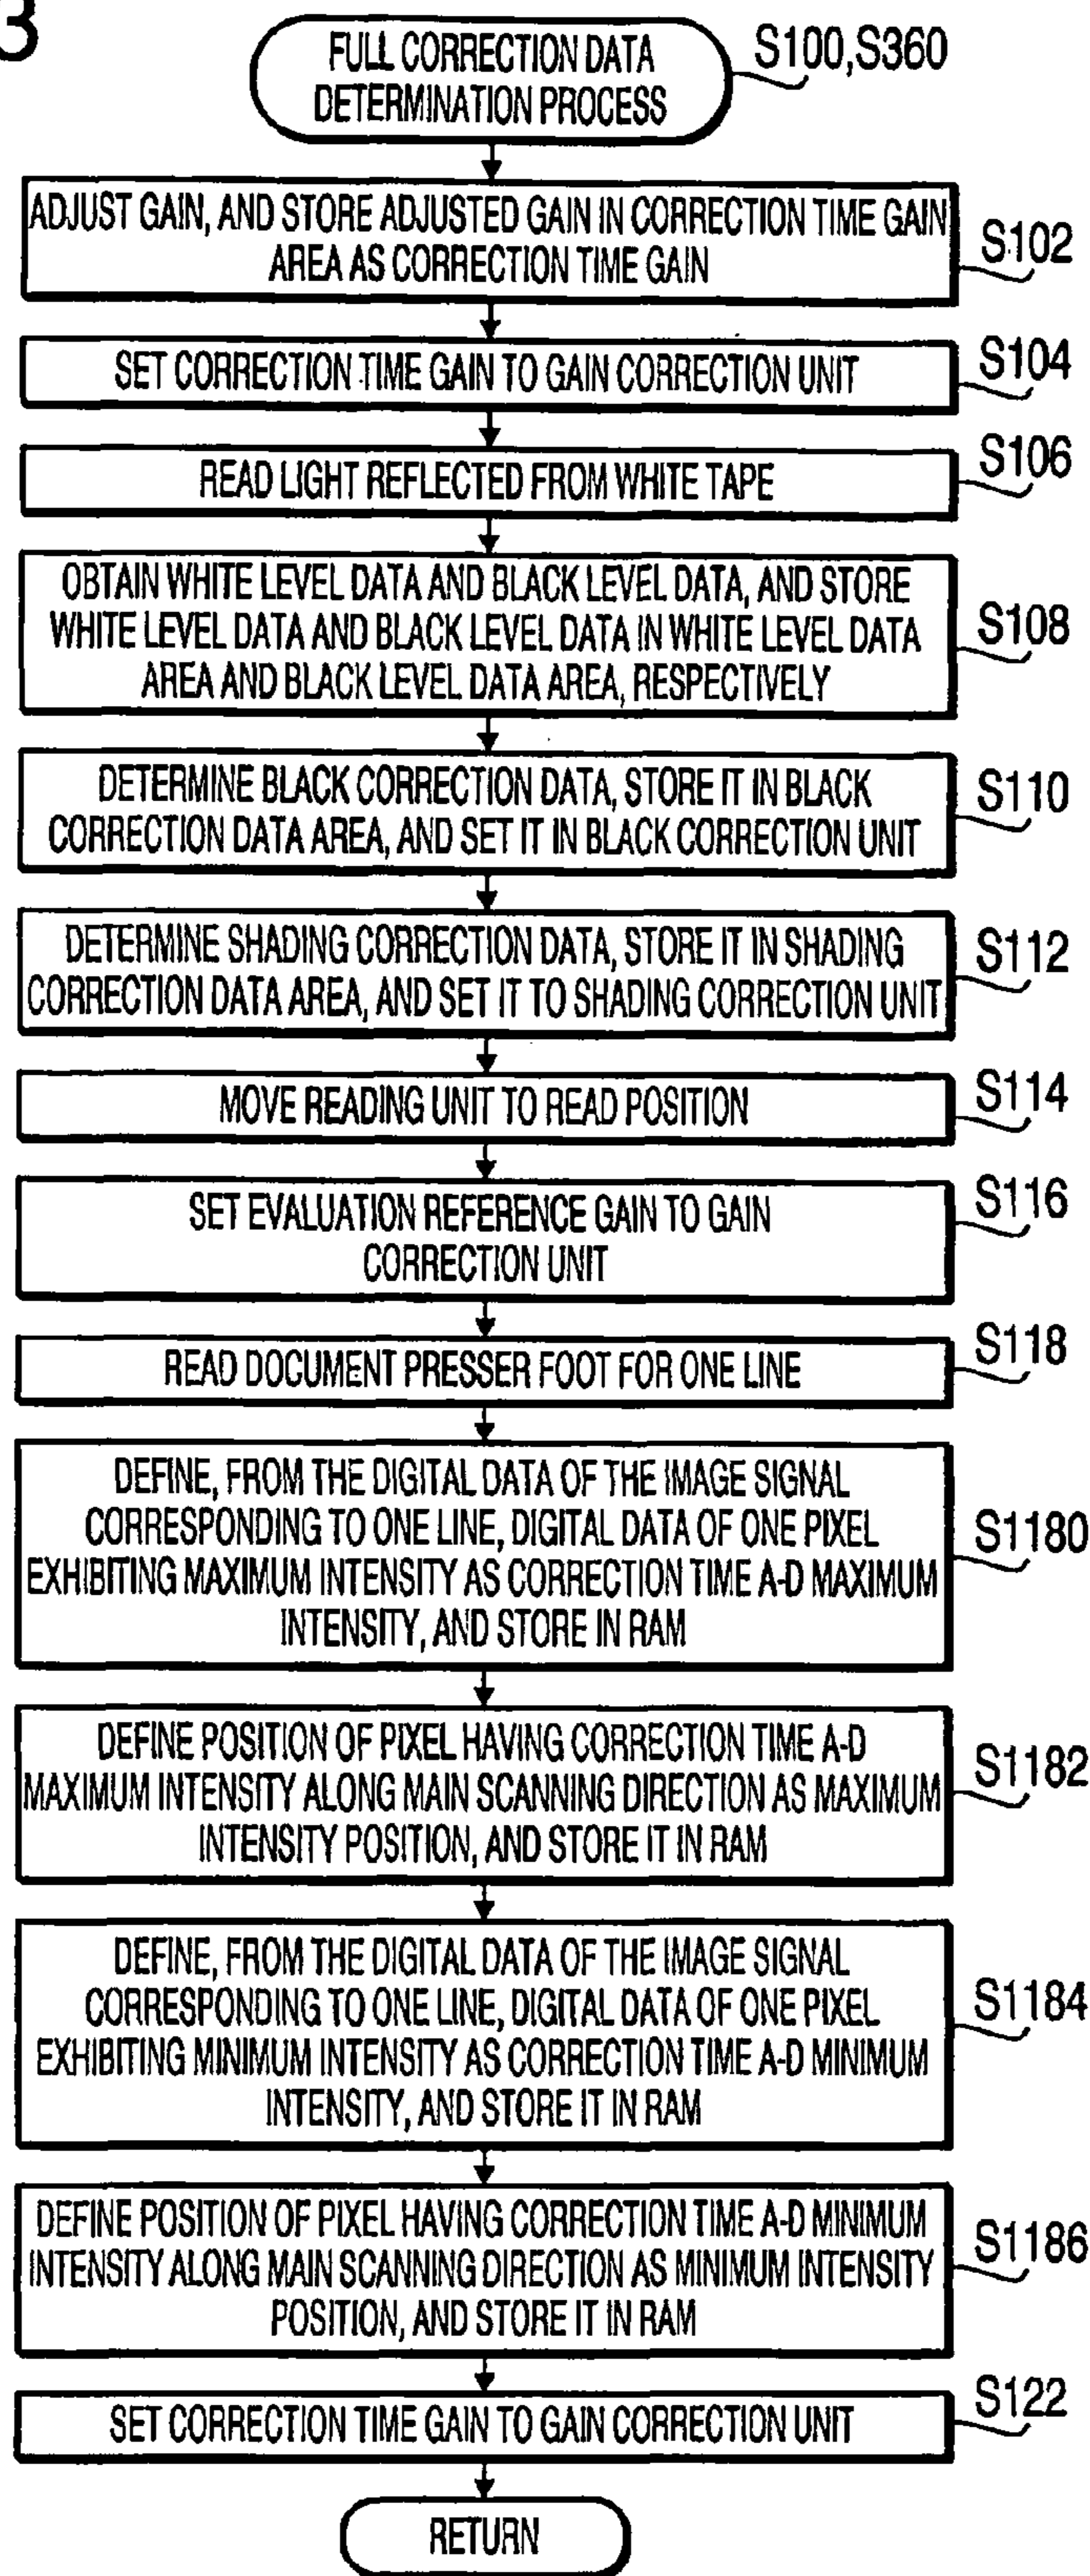 3
FULL CORRECTION DATA
DETERMINATION PROCESS
S100,S360
ADJUST GAIN, AND STORE ADJUSTED GAIN IN CORRECTION TIME GAIN
AREA AS CORRECTION TIME GAIN
S102
SET CORRECTION TIME GAIN TO GAIN CORRECTION UNIT
S104
READ LIGHT REFLECTED FROM WHITE TAPE
S106
OBTAIN WHITE LEVEL DATA AND BLACK LEVEL DATA, AND STORE
WHITE LEVEL DATA AND BLACK LEVEL DATA IN WHITE LEVEL DATA
AREA AND BLACK LEVEL DATA AREA, RESPECTIVELY
S108
DETERMINE BLACK CORRECTION DATA, STORE IT IN BLACK
CORRECTION DATA AREA, AND SET IT IN BLACK CORRECTION UNIT
S110
DETERMINE SHADING CORRECTION DATA, STORE IT IN SHADING
CORRECTION DATA AREA, AND SET IT TO SHADING CORRECTION UNIT
S112
MOVE READING UNIT TO READ POSITION
S114
SET EVALUATION REFERENCE GAIN TO GAIN
CORRECTION UNIT
S116
READ DOCUMENT PRESSER FOOT FOR ONE LINE
S118
DEFINE, FROM THE DIGITAL DATA OF THE IMAGE SIGNAL
CORRESPONDING TO ONE LINE, DIGITAL DATA OF ONE PIXEL
EXHIBITING MAXIMUM INTENSITY AS CORRECTION TIME A-D MAXIMUM
INTENSITY, AND STORE IN RAM
S1180
DEFINE POSITION OF PIXEL HAVING CORRECTION TIME A-D
MAXIMUM INTENSITY ALONG MAIN SCANNING DIRECTION AS MAXIMUM
INTENSITY POSITION, AND STORE IT IN RAM
S1182
DEFINE, FROM THE DIGITAL DATA OF THE IMAGE SIGNAL
CORRESPONDING TO ONE LINE, DIGITAL DATA OF ONE PIXEL
EXHIBITING MINIMUM INTENSITY AS CORRECTION TIME A-D MINIMUM
INTENSITY, AND STORE IT IN RAM
S1184
DEFINE POSITION OF PIXEL HAVING CORRECTION TIME A-D MINIMUM
INTENSITY ALONG MAIN SCANNING DIRECTION AS MINIMUM INTENSITY
POSITION, AND STORE IT IN RAM
S1186
SET CORRECTION TIME GAIN TO GAIN CORRECTION UNIT
S122
RETURN